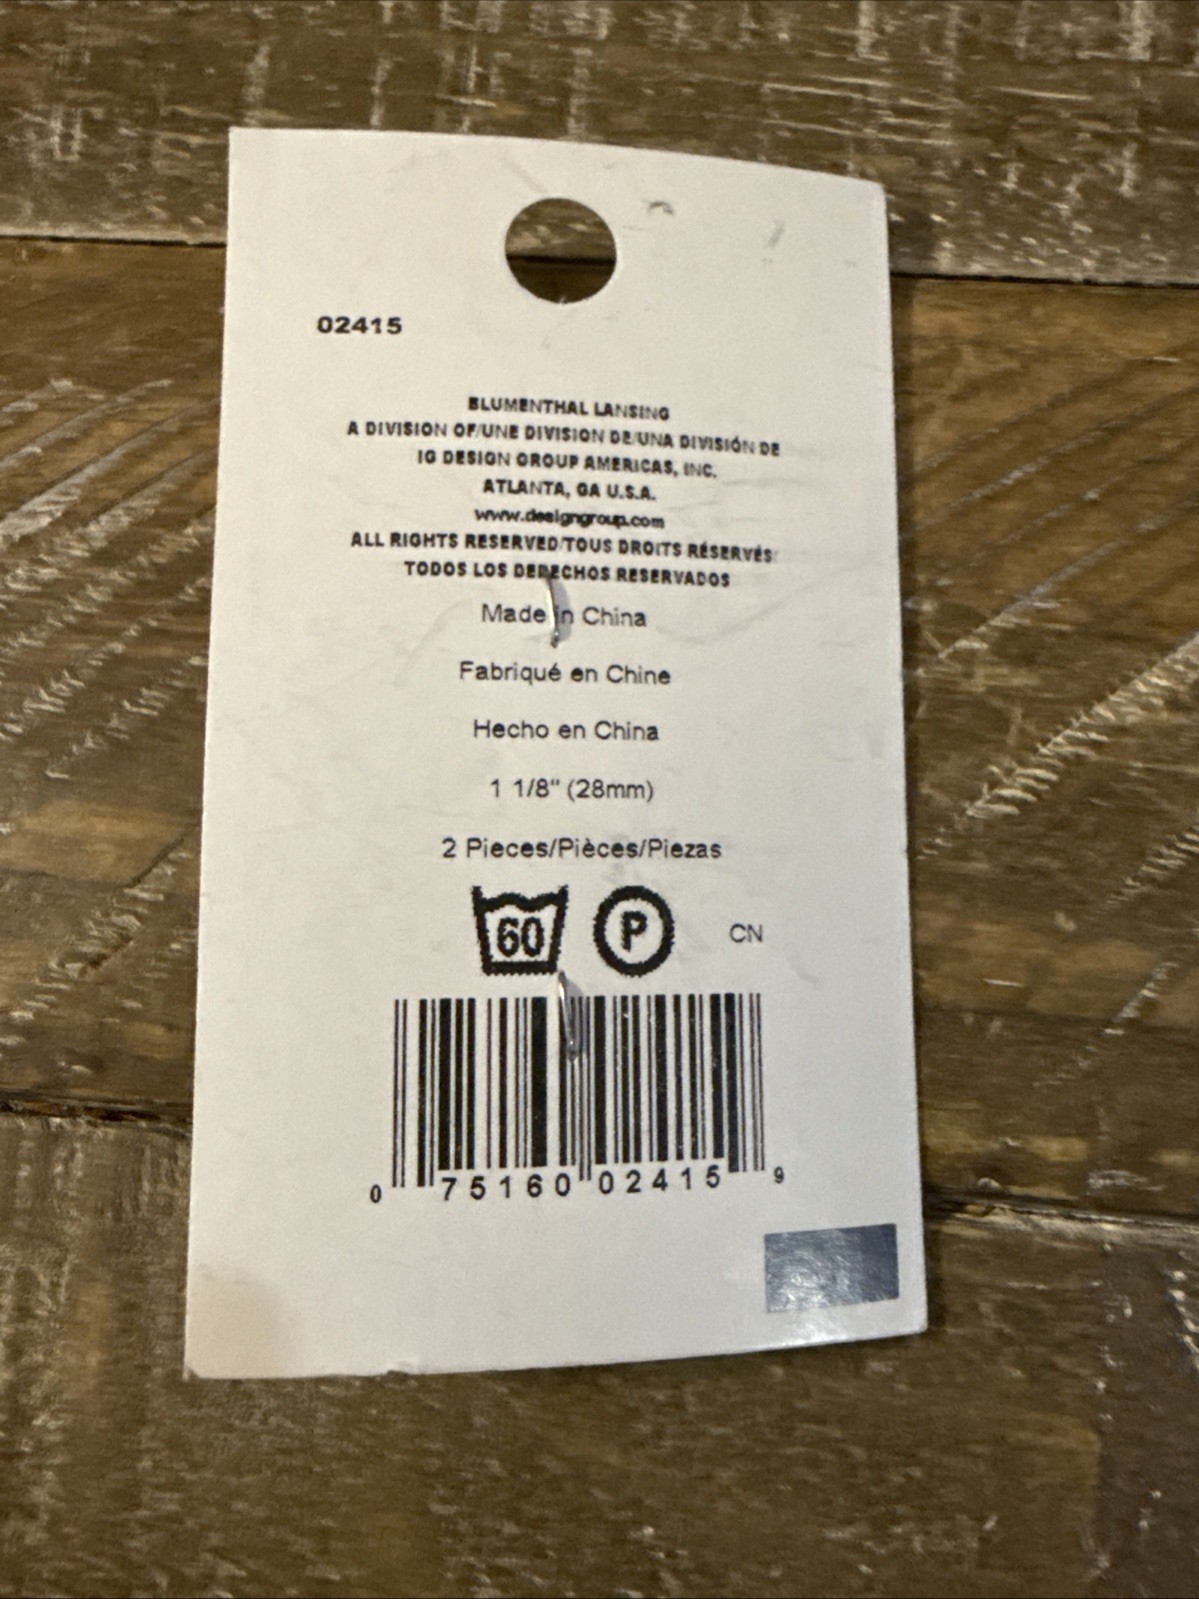 02415
BLUMENTHAL LANSING
A DIVISION OF/UNE DIVISION DE/UNA DIVISIÓN DE
IG DESIGN GROUP AMERICAS, INC.
ATLANTA, GA U.S.A.
www.designgroup.com
ALL RIGHTS RESERVED/TOUS DROITS RÉSERVÉS/
TODOS LOS DERECHOS RESERVADOS
Made in China
Fabriqué en Chine
Hecho en China
1 1/8" (28mm)
2 Pieces/Pièces/Piezas
60 P CN
0 75160 02415 9